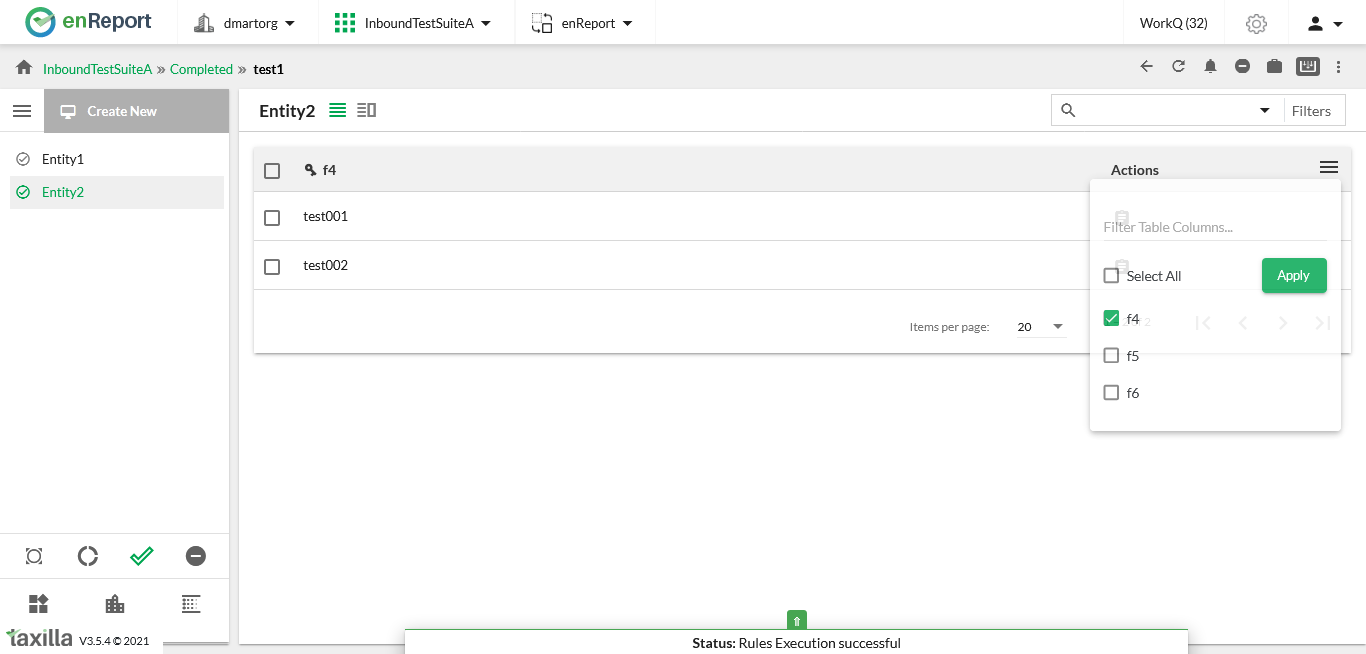 enReport
dmartorg
InboundTestSuiteA
enReport
WorkQ (32)
InboundTestSuiteA » Completed » test1
Create New
Entity2
Filters
Entity1
Entity2
f4
Actions
test001
test002
Filter Table Columns...
Select All
Apply
f4
f5
f6
Items per page:
20
taxilla V3.5.4 © 2021
Status: Rules Execution successful